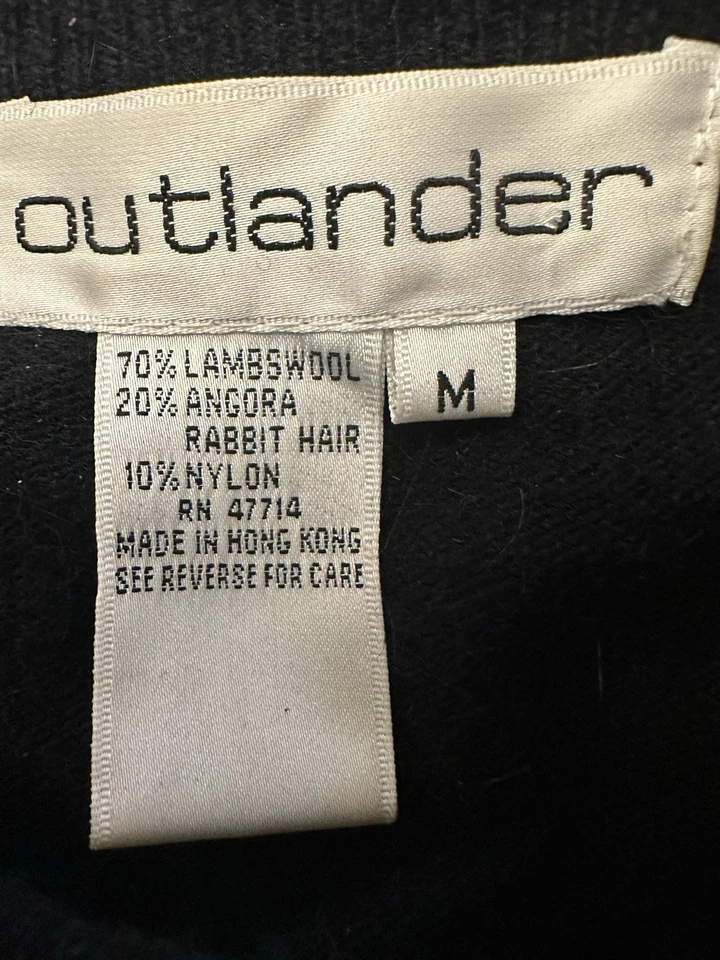 outlander
70% LAMBSWOOL
20% ANGORA
RABBIT HAIR
10% NYLON
RN 47714
MADE IN HONG KONG
SEE REVERSE FOR CARE
M